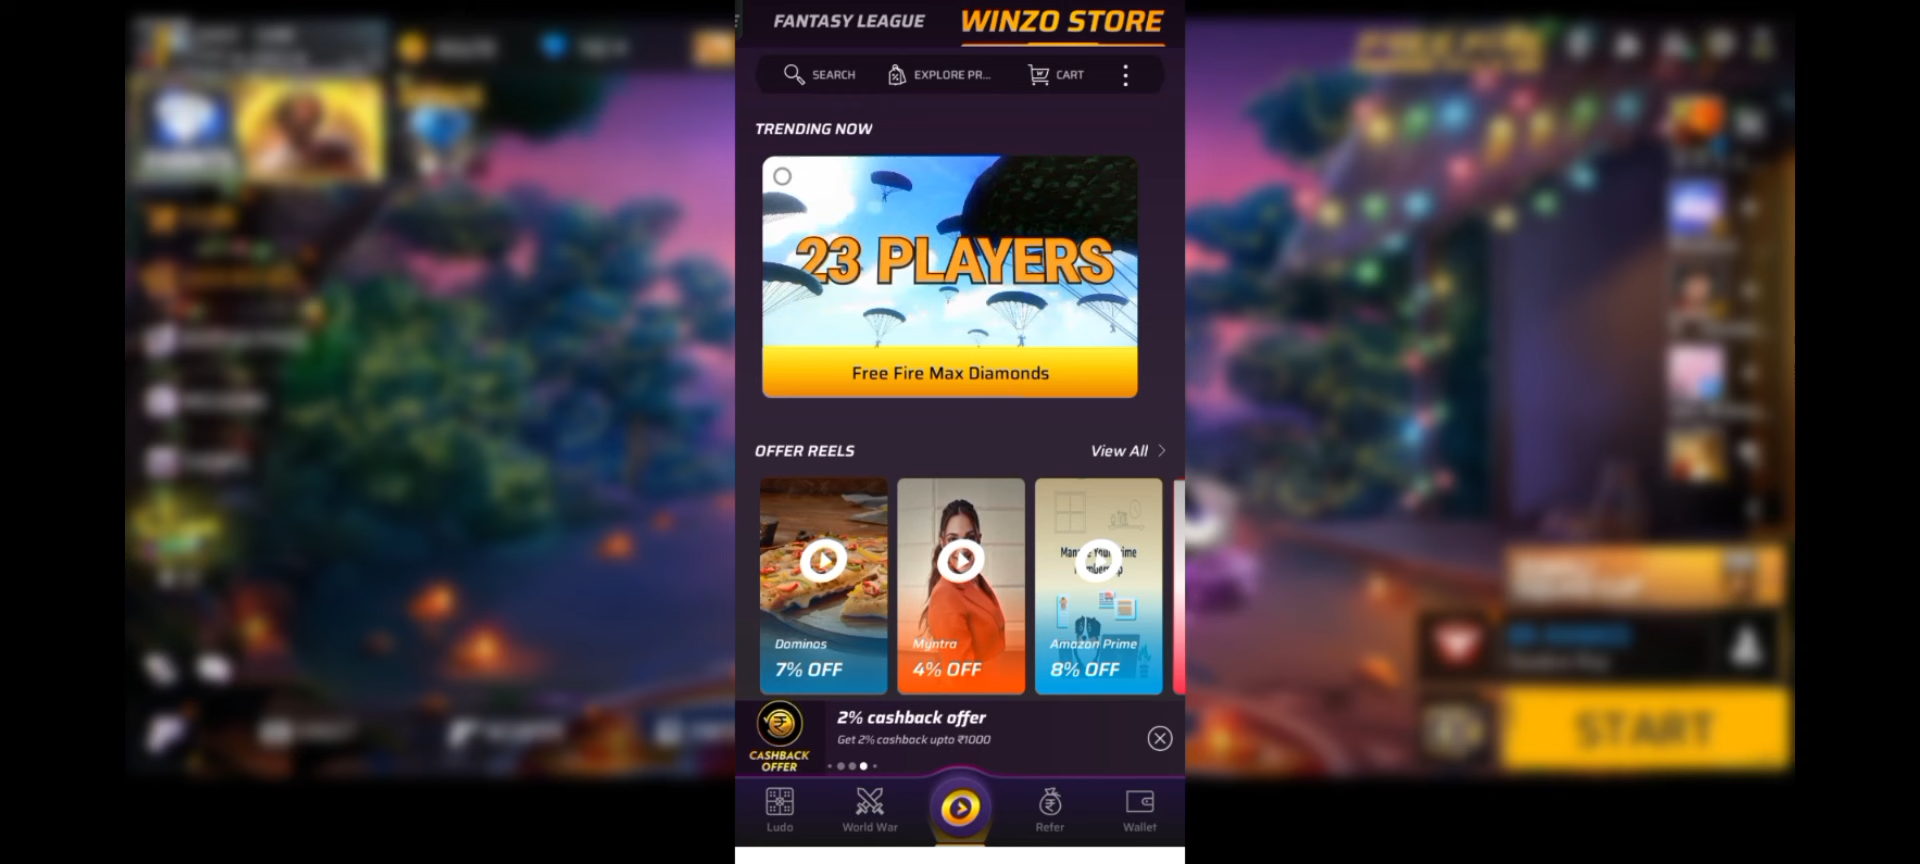 FANTASY LEAGUE
WINZO STORE
SEARCH
EXPLORE PR...
CART
TRENDING NOW
23 PLAYERS
Free Fire Max Diamonds
OFFER REELS
View All
Dominos
7% OFF
Myntra
4% OFF
Amazon Prime
8% OFF
CASHBACK
OFFER
2% cashback offer
Get 2% cashback upto ₹1000
Ludo
World War
Refer
Wallet
START